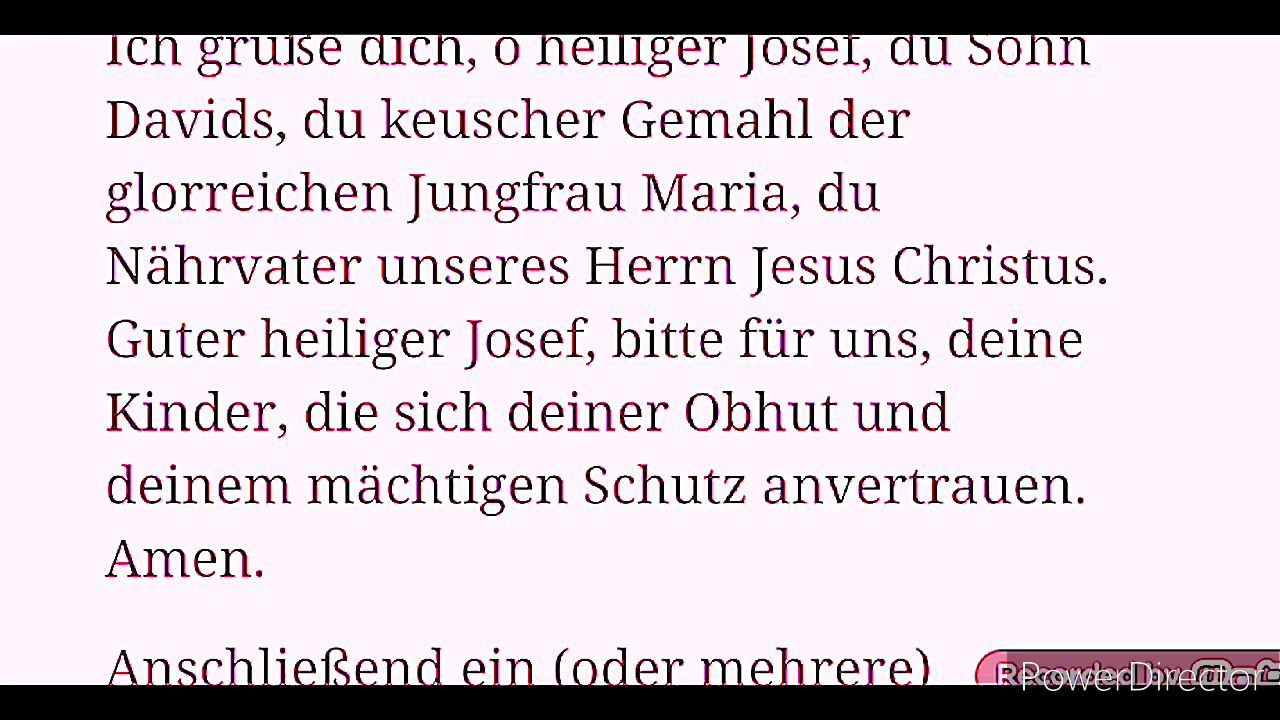 Ich grüße dich, o heiliger Josef, du Sohn
Davids, du keuscher Gemahl der
glorreichen Jungfrau Maria, du
Nährvater unseres Herrn Jesus Christus.
Guter heiliger Josef, bitte für uns, deine
Kinder, die sich deiner Obhut und
deinem mächtigen Schutz anvertrauen.
Amen.
Anschließend ein (oder mehrere)
PowerDirector